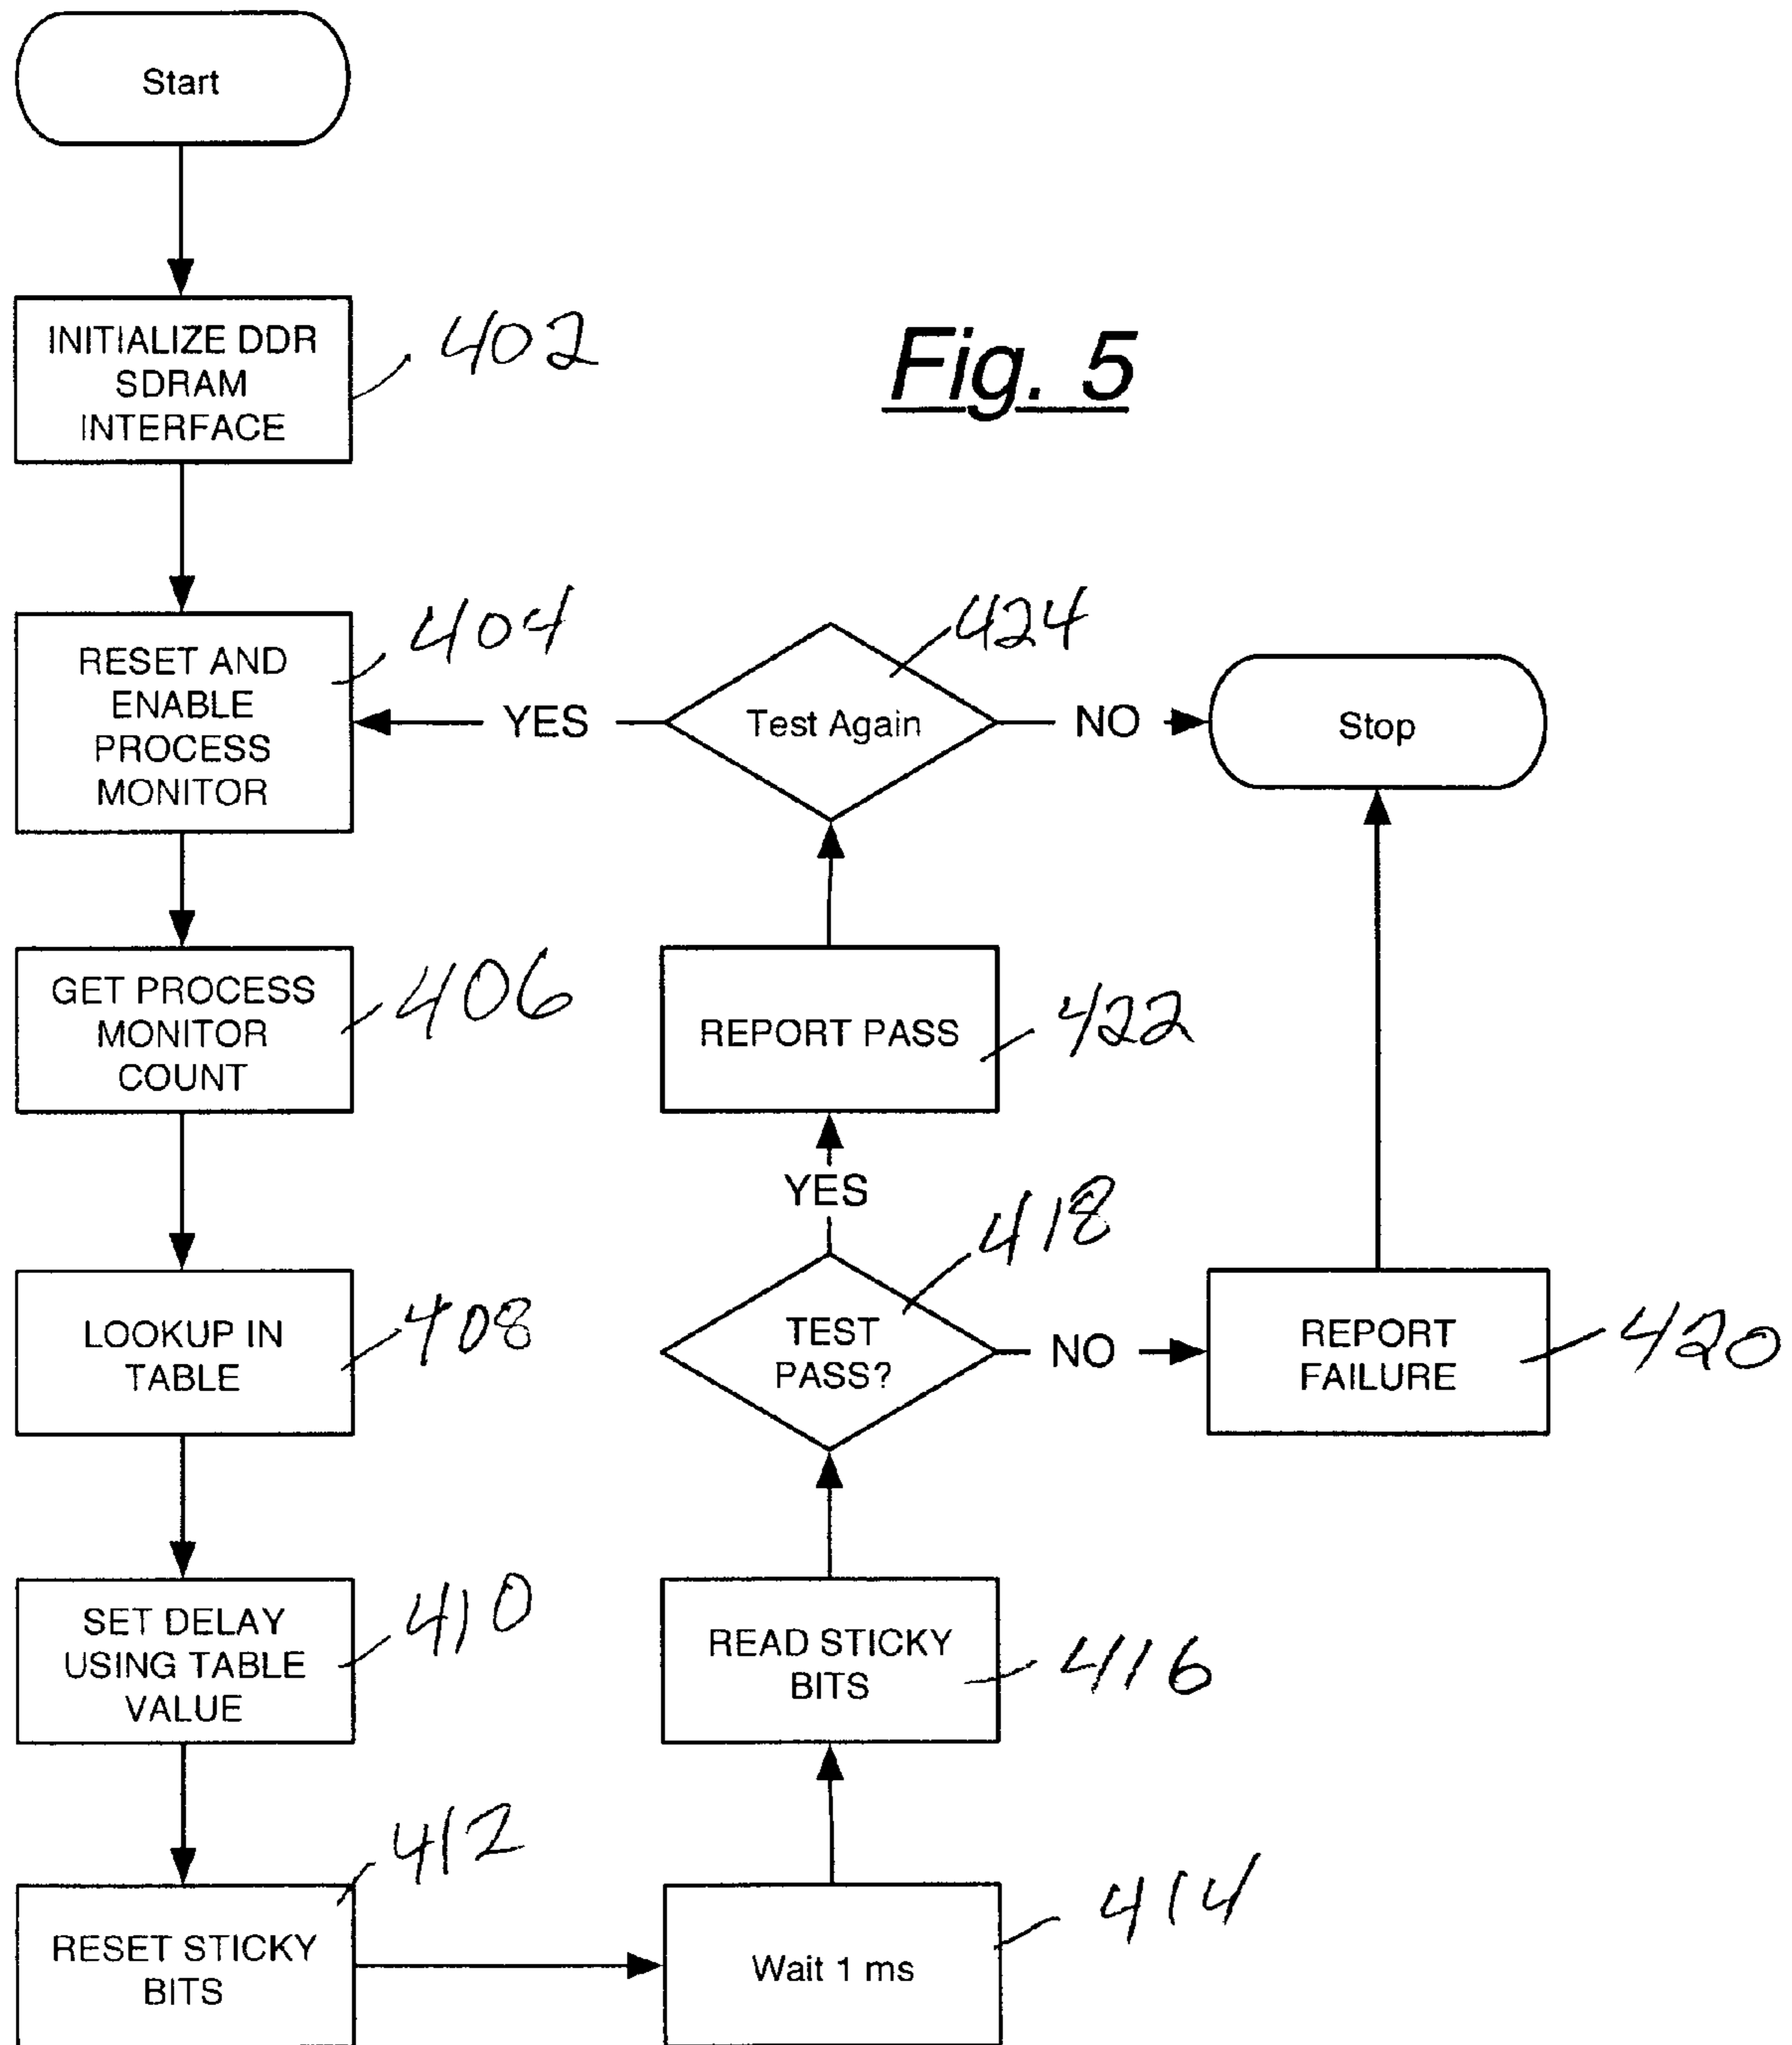 Start
INITIALIZE DDR
SDRAM
INTERFACE
402
Fig. 5
RESET AND
ENABLE
PROCESS
MONITOR
404
YES
Test Again
424
NO
Stop
GET PROCESS
MONITOR
COUNT
406
REPORT PASS
422
YES
LOOKUP IN
TABLE
408
TEST
PASS?
418
NO
REPORT
FAILURE
420
SET DELAY
USING TABLE
VALUE
410
READ STICKY
BITS
416
RESET STICKY
BITS
412
Wait 1 ms
414